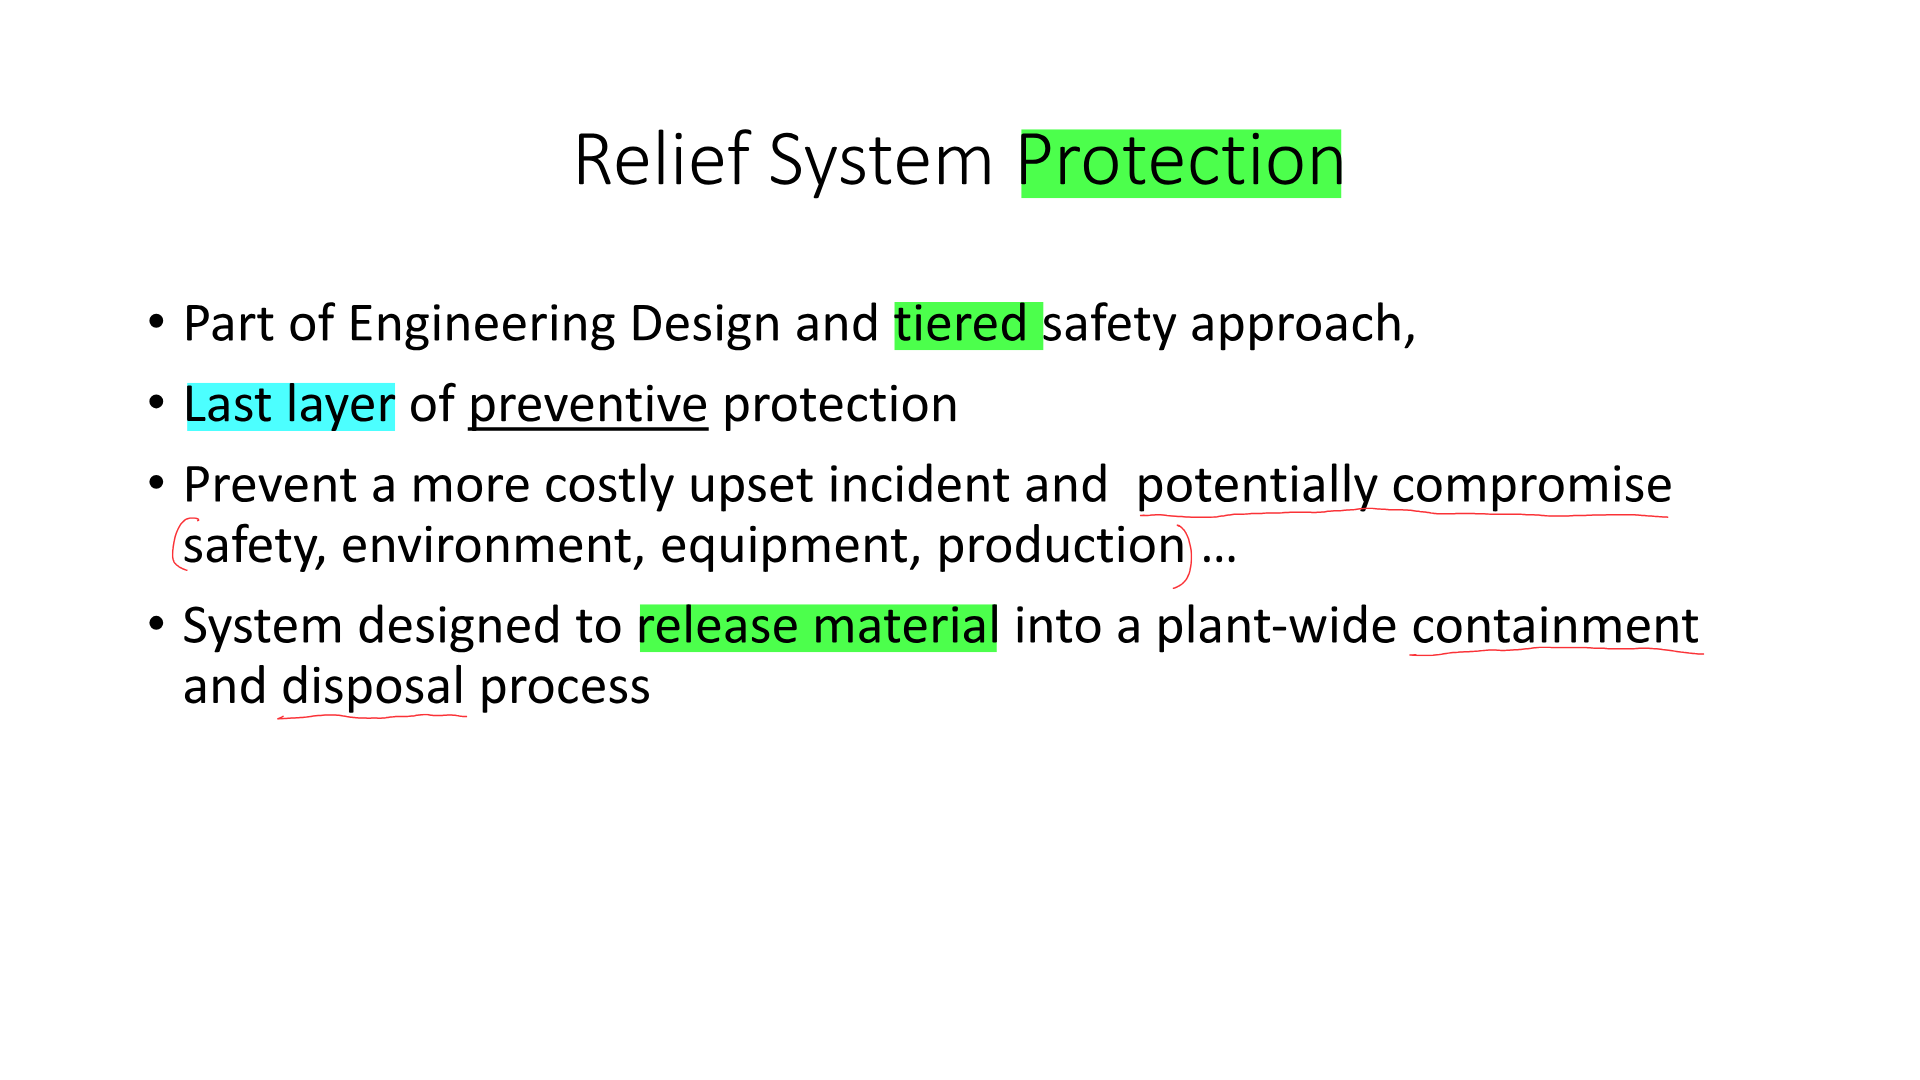 Relief System Protection
• Part of Engineering Design and tiered safety approach,
• Last layer of preventive protection
• Prevent a more costly upset incident and  potentially compromise
safety, environment, equipment, production ...
• System designed to release material into a plant-wide containment
and disposal process